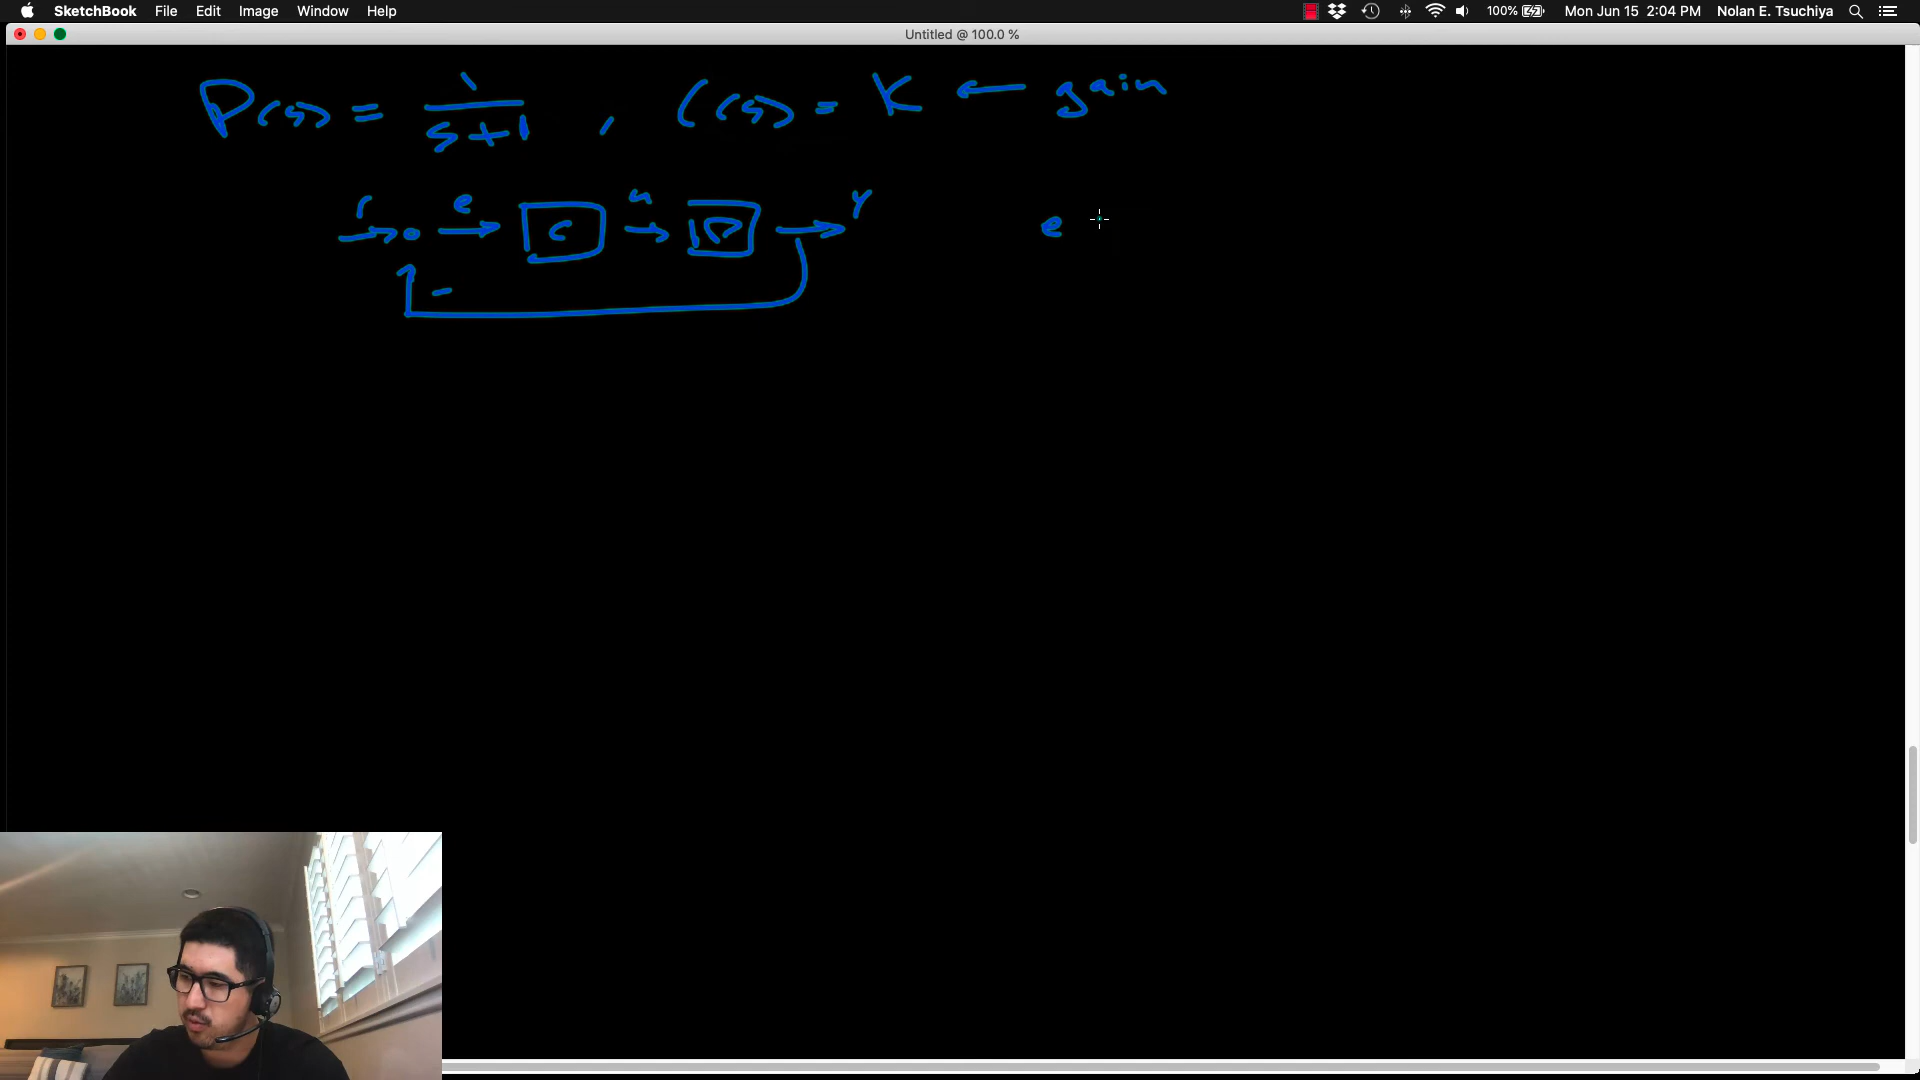 SketchBook File Edit Image Window Help 100% Mon Jun 15 2:04 PM Nolan E. Tsuchiya
Untitled @ 100.0 %
P(s) = 1/(s+1) , C(s) = K ← gain
r e C u P y
e
-